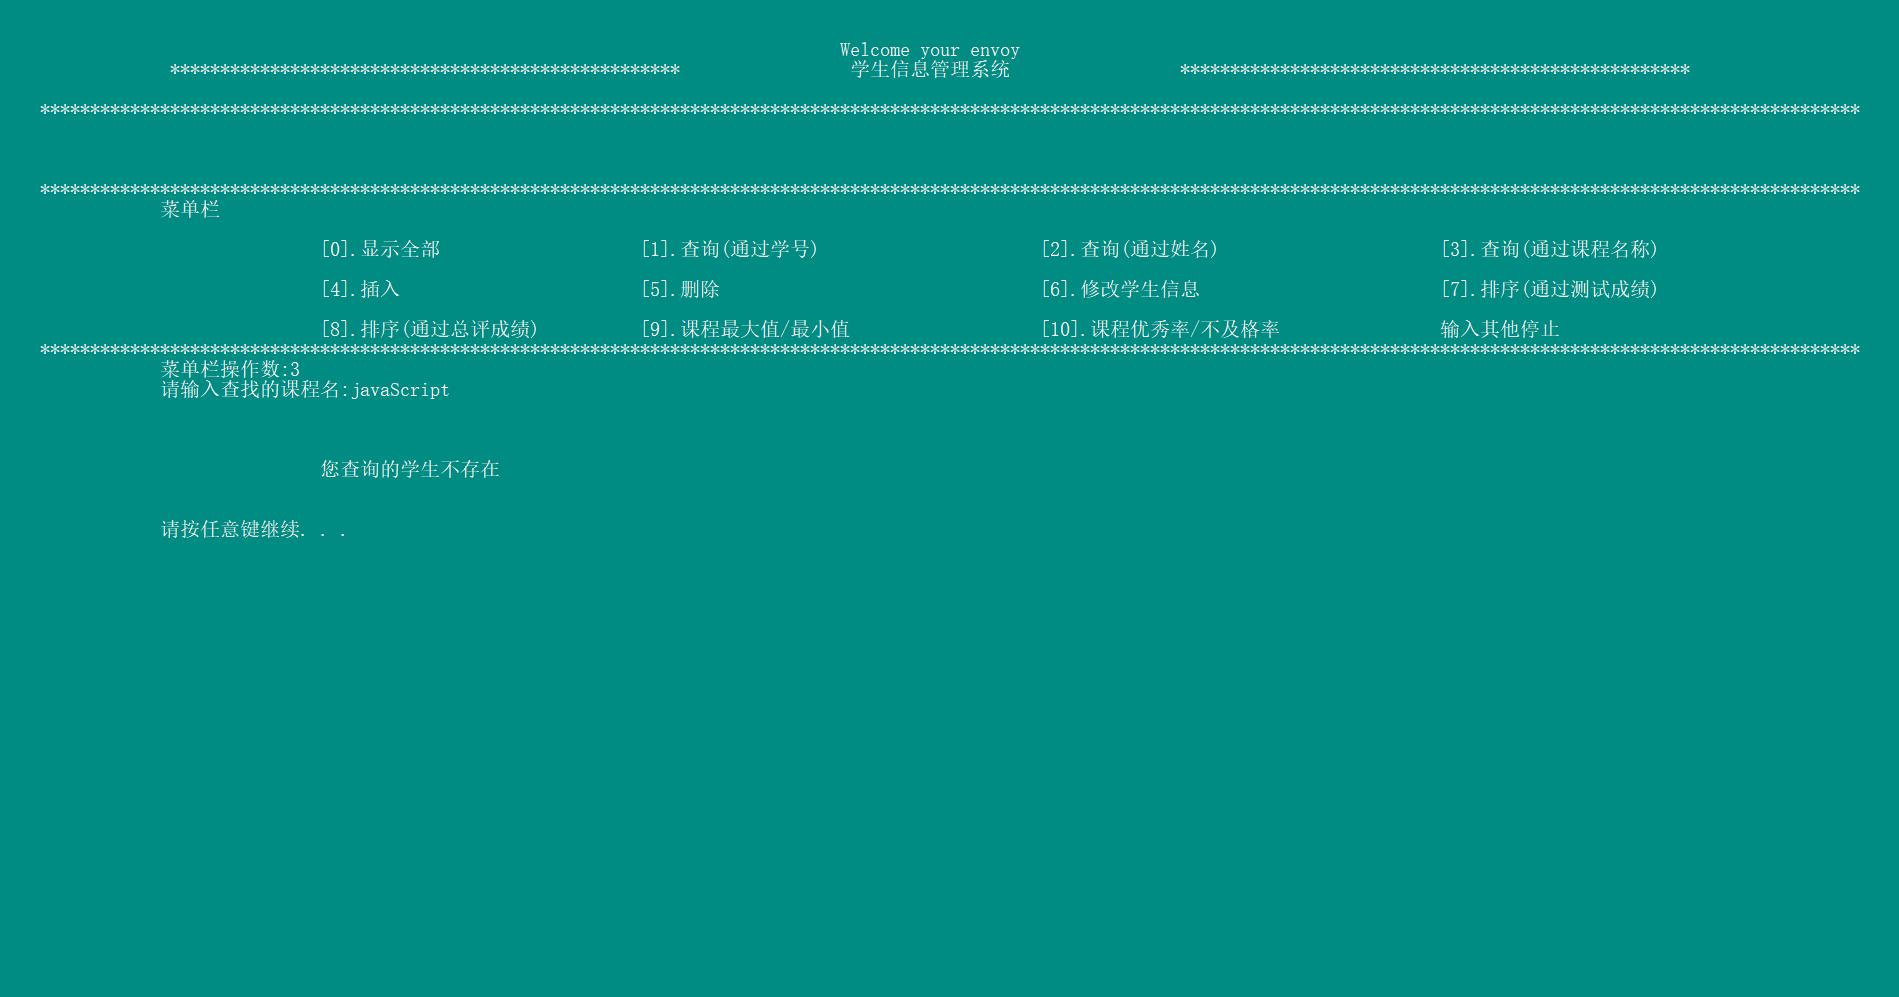 Welcome your envoy
*************************************************** 学生信息管理系统 ***************************************************
**************************************************************************************************************************************************************************************
**************************************************************************************************************************************************************************************
菜单栏
[0].显示全部 [1].查询(通过学号) [2].查询(通过姓名) [3].查询(通过课程名称)
[4].插入 [5].删除 [6].修改学生信息 [7].排序(通过测试成绩)
[8].排序(通过总评成绩) [9].课程最大值/最小值 [10].课程优秀率/不及格率 输入其他停止
**************************************************************************************************************************************************************************************
菜单栏操作数:3
请输入查找的课程名:javaScript
您查询的学生不存在
请按任意键继续. . .